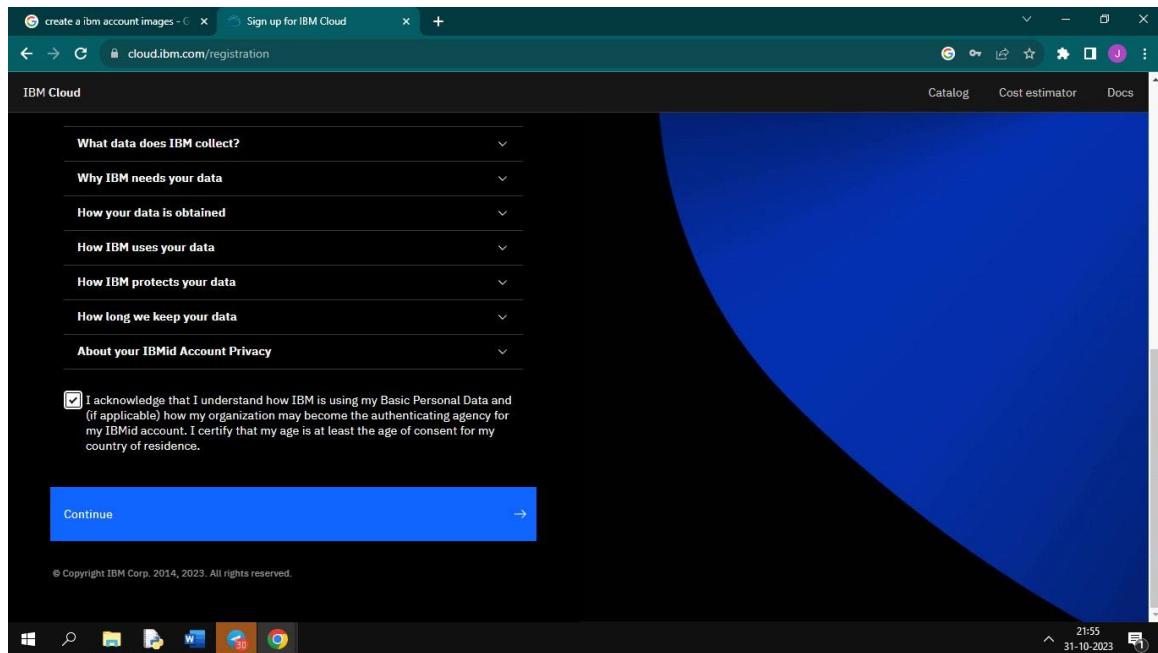 create a ibm account images - G
Sign up for IBM Cloud
cloud.ibm.com/registration
J
IBM Cloud
Catalog
Cost estimator
Docs
What data does IBM collect?
Why IBM needs your data
How your data is obtained
How IBM uses your data
How IBM protects your data
How long we keep your data
About your IBMid Account Privacy
I acknowledge that I understand how IBM is using my Basic Personal Data and
(if applicable) how my organization may become the authenticating agency for
my IBMid account. I certify that my age is at least the age of consent for my
country of residence.
Continue
© Copyright IBM Corp. 2014, 2023. All rights reserved.
W
30
21:55
31-10-2023
1